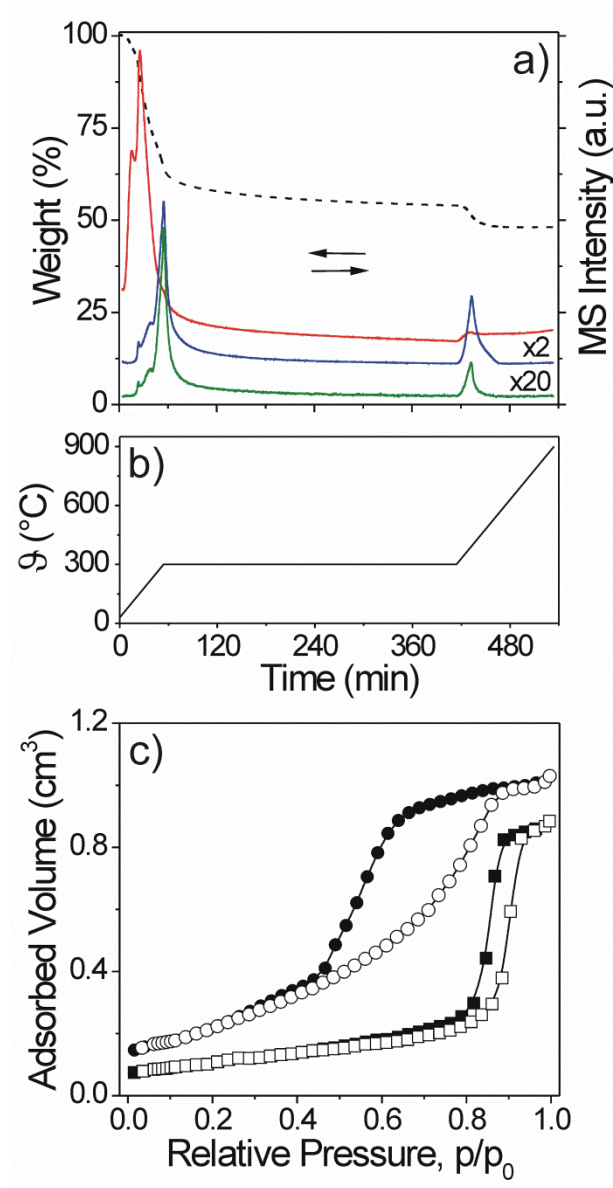 100
75
50
25
0
Weight (%)
a)
x2
x20
MS Intensity (a.u.)
900
600
300
0
ϑ (°C)
b)
0 120 240 360 480
Time (min)
1.2
0.8
0.4
0.0
Adsorbed Volume (cm³)
c)
0.0 0.2 0.4 0.6 0.8 1.0
Relative Pressure, p/p₀